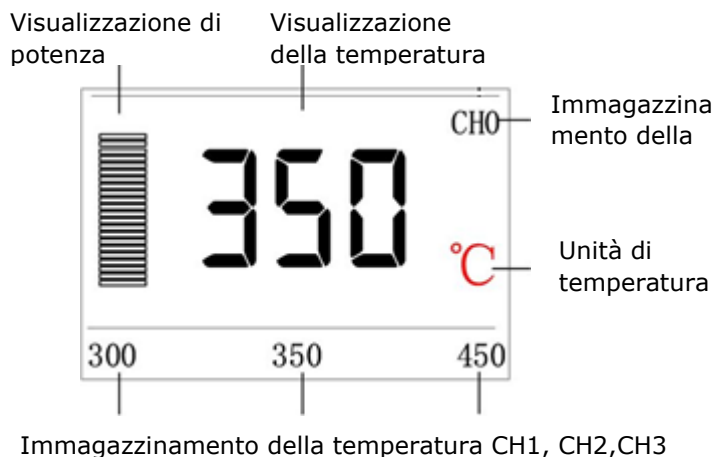 Visualizzazione di
potenza
Visualizzazione
della temperatura
CH0
Immagazzina
mento della
350
°C
Unità di
temperatura
300 350 450
Immagazzinamento della temperatura CH1, CH2,CH3